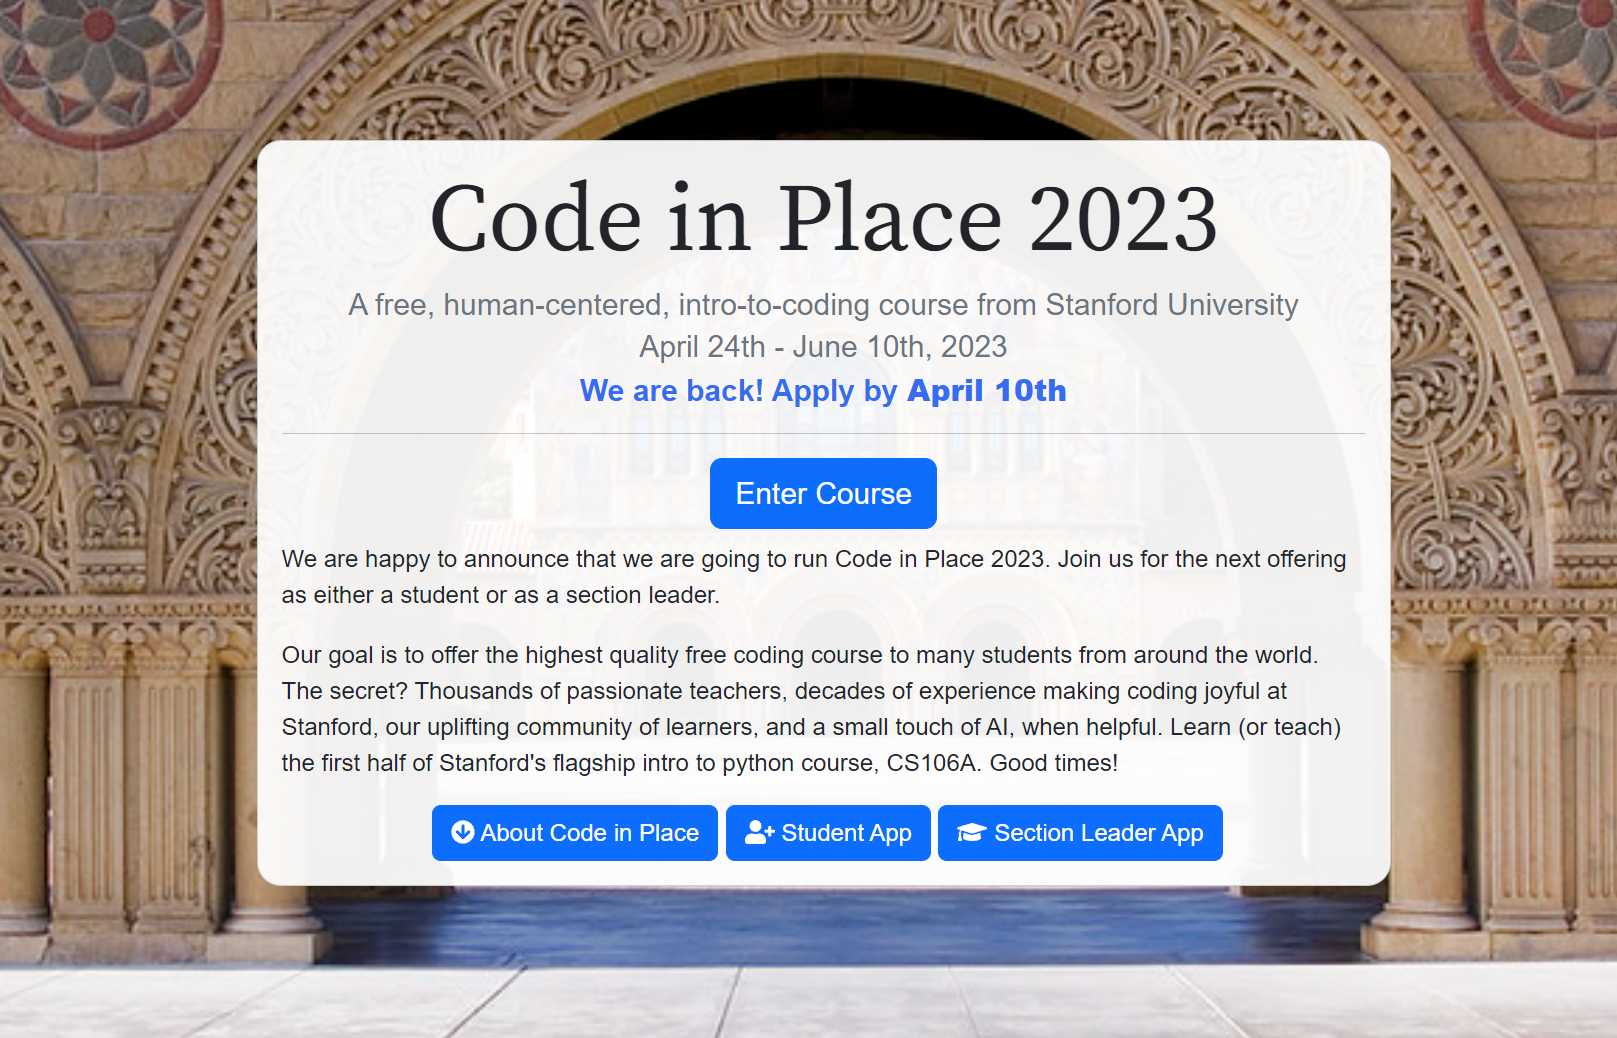 Code in Place 2023
A free, human-centered, intro-to-coding course from Stanford University
April 24th - June 10th, 2023
We are back! Apply by April 10th
Enter Course
We are happy to announce that we are going to run Code in Place 2023. Join us for the next offering
as either a student or as a section leader.
Our goal is to offer the highest quality free coding course to many students from around the world.
The secret? Thousands of passionate teachers, decades of experience making coding joyful at
Stanford, our uplifting community of learners, and a small touch of AI, when helpful. Learn (or teach)
the first half of Stanford's flagship intro to python course, CS106A. Good times!
About Code in Place Student App Section Leader App